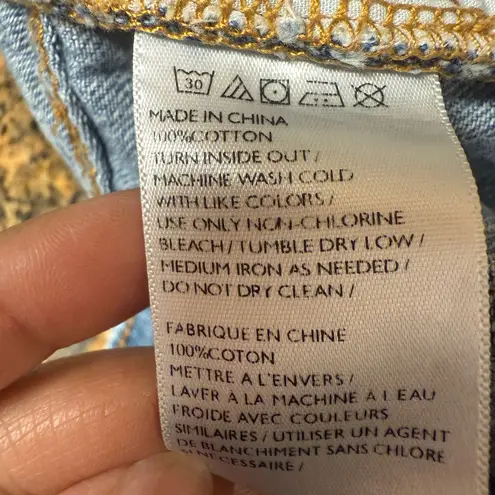 30
MADE IN CHINA
100%COTTON
TURN INSIDE OUT /
MACHINE WASH COLD
WITH LIKE COLORS /
USE ONLY NON-CHLORINE
BLEACH / TUMBLE DRY LOW /
MEDIUM IRON AS NEEDED /
DO NOT DRY CLEAN /
FABRIQUE EN CHINE
100%COTON
METTRE A L'ENVERS /
LAVER À LA MACHINE À L EAU
FROIDE AVEC COULEURS
SIMILAIRES / UTILISER UN AGENT
DE BLANCHIMENT SANS CHLORE
SI NECESSAIRE /